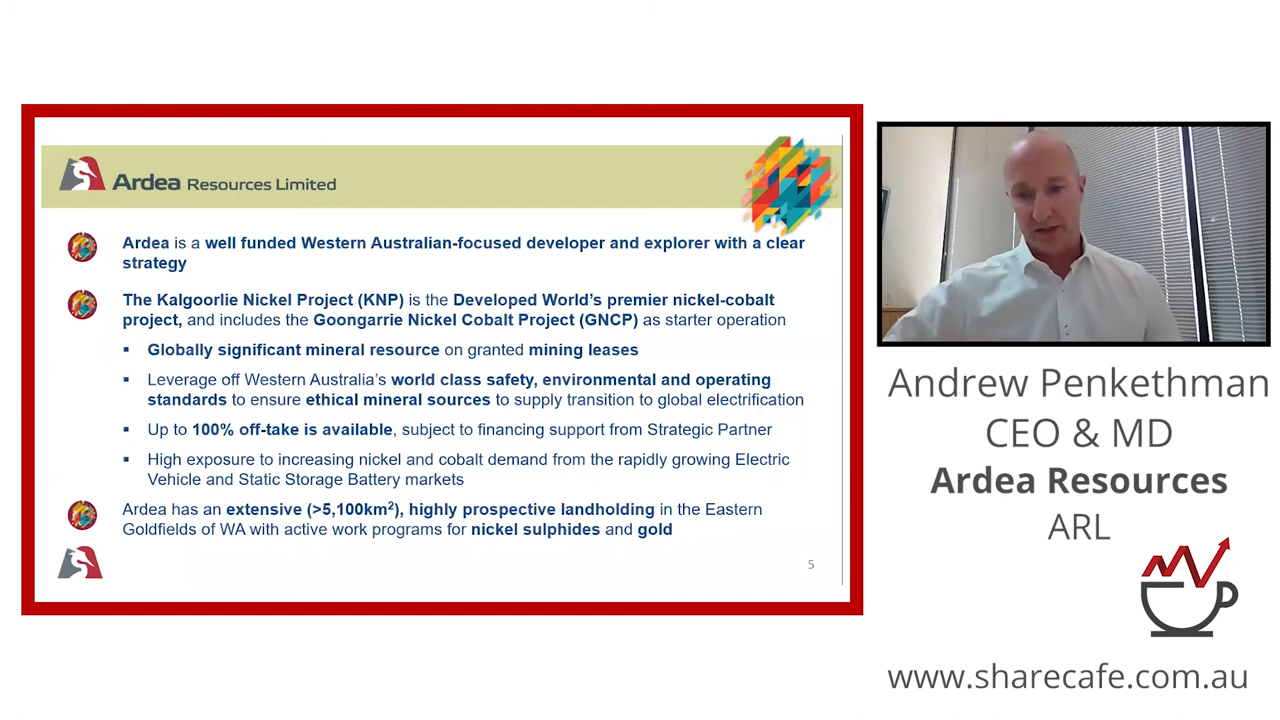 Ardea Resources Limited
Ardea is a well funded Western Australian-focused developer and explorer with a clear
strategy
The Kalgoorlie Nickel Project (KNP) is the Developed World's premier nickel-cobalt
project, and includes the Goongarrie Nickel Cobalt Project (GNCP) as starter operation
▪ Globally significant mineral resource on granted mining leases
▪ Leverage off Western Australia's world class safety, environmental and operating
standards to ensure ethical mineral sources to supply transition to global electrification
▪ Up to 100% off-take is available, subject to financing support from Strategic Partner
▪ High exposure to increasing nickel and cobalt demand from the rapidly growing Electric
Vehicle and Static Storage Battery markets
Ardea has an extensive (>5,100km²), highly prospective landholding in the Eastern
Goldfields of WA with active work programs for nickel sulphides and gold
5
Andrew Penkethman
CEO & MD
Ardea Resources
ARL
www.sharecafe.com.au